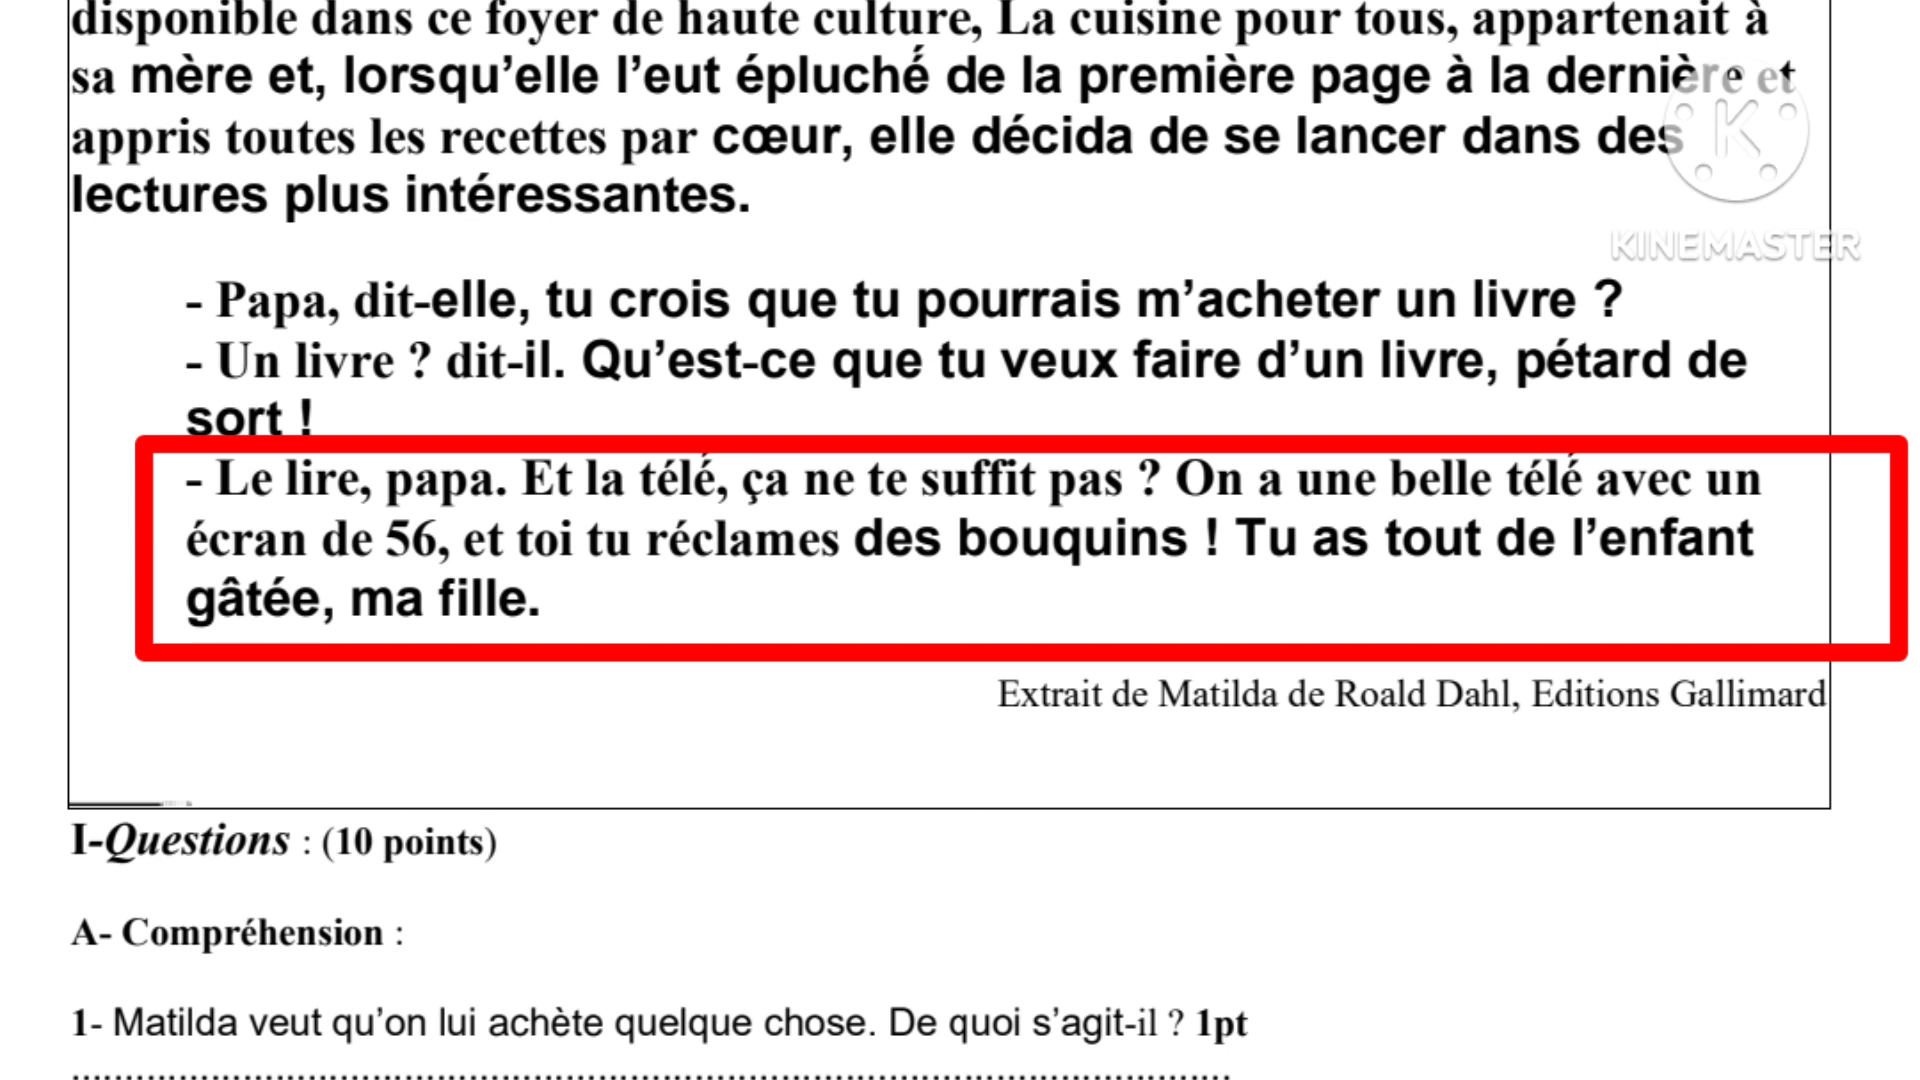 disponible dans ce foyer de haute culture, La cuisine pour tous, appartenait à
sa mère et, lorsqu’elle l’eut épluché de la première page à la dernière et
appris toutes les recettes par cœur, elle décida de se lancer dans des
lectures plus intéressantes.
KINEMASTER
- Papa, dit-elle, tu crois que tu pourrais m’acheter un livre ?
- Un livre ? dit-il. Qu’est-ce que tu veux faire d’un livre, pétard de
sort !
- Le lire, papa. Et la télé, ça ne te suffit pas ? On a une belle télé avec un
écran de 56, et toi tu réclames des bouquins ! Tu as tout de l’enfant
gâtée, ma fille.
Extrait de Matilda de Roald Dahl, Editions Gallimard
I-Questions : (10 points)
A- Compréhension :
1- Matilda veut qu’on lui achète quelque chose. De quoi s’agit-il ? 1pt